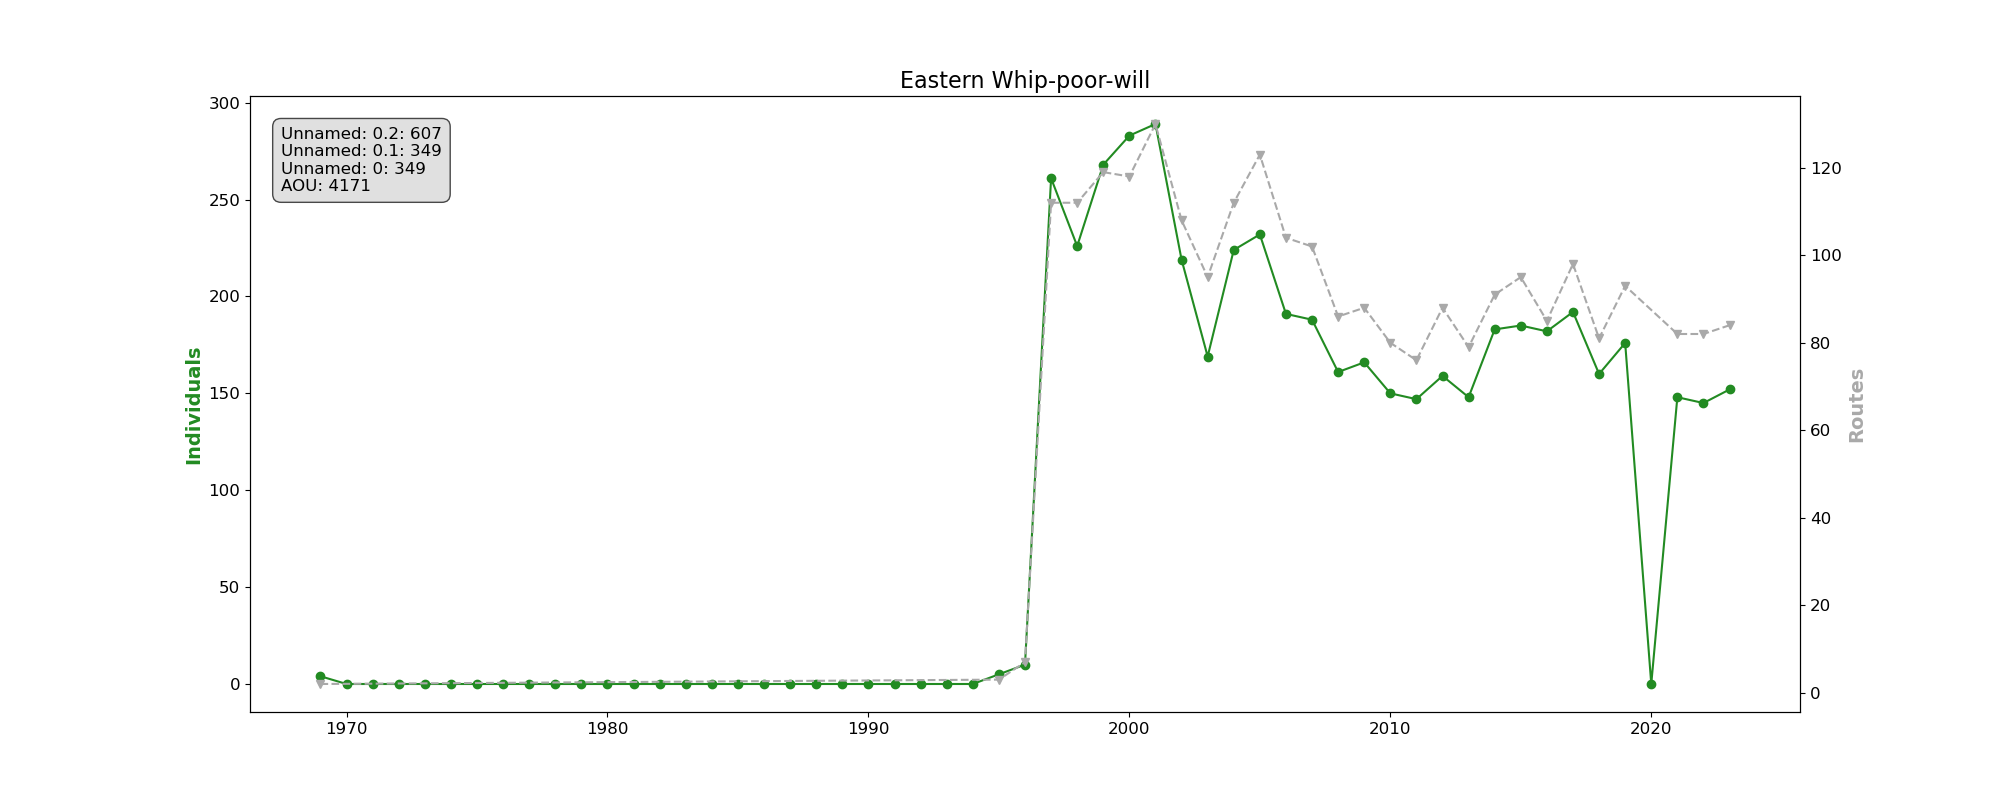 Eastern Whip-poor-will
Unnamed: 0.2: 607
Unnamed: 0.1: 349
Unnamed: 0: 349
AOU: 4171
Individuals
300
250
200
150
100
50
0
1970
1980
1990
2000
2010
2020
120
100
80
60
40
20
0
Routes